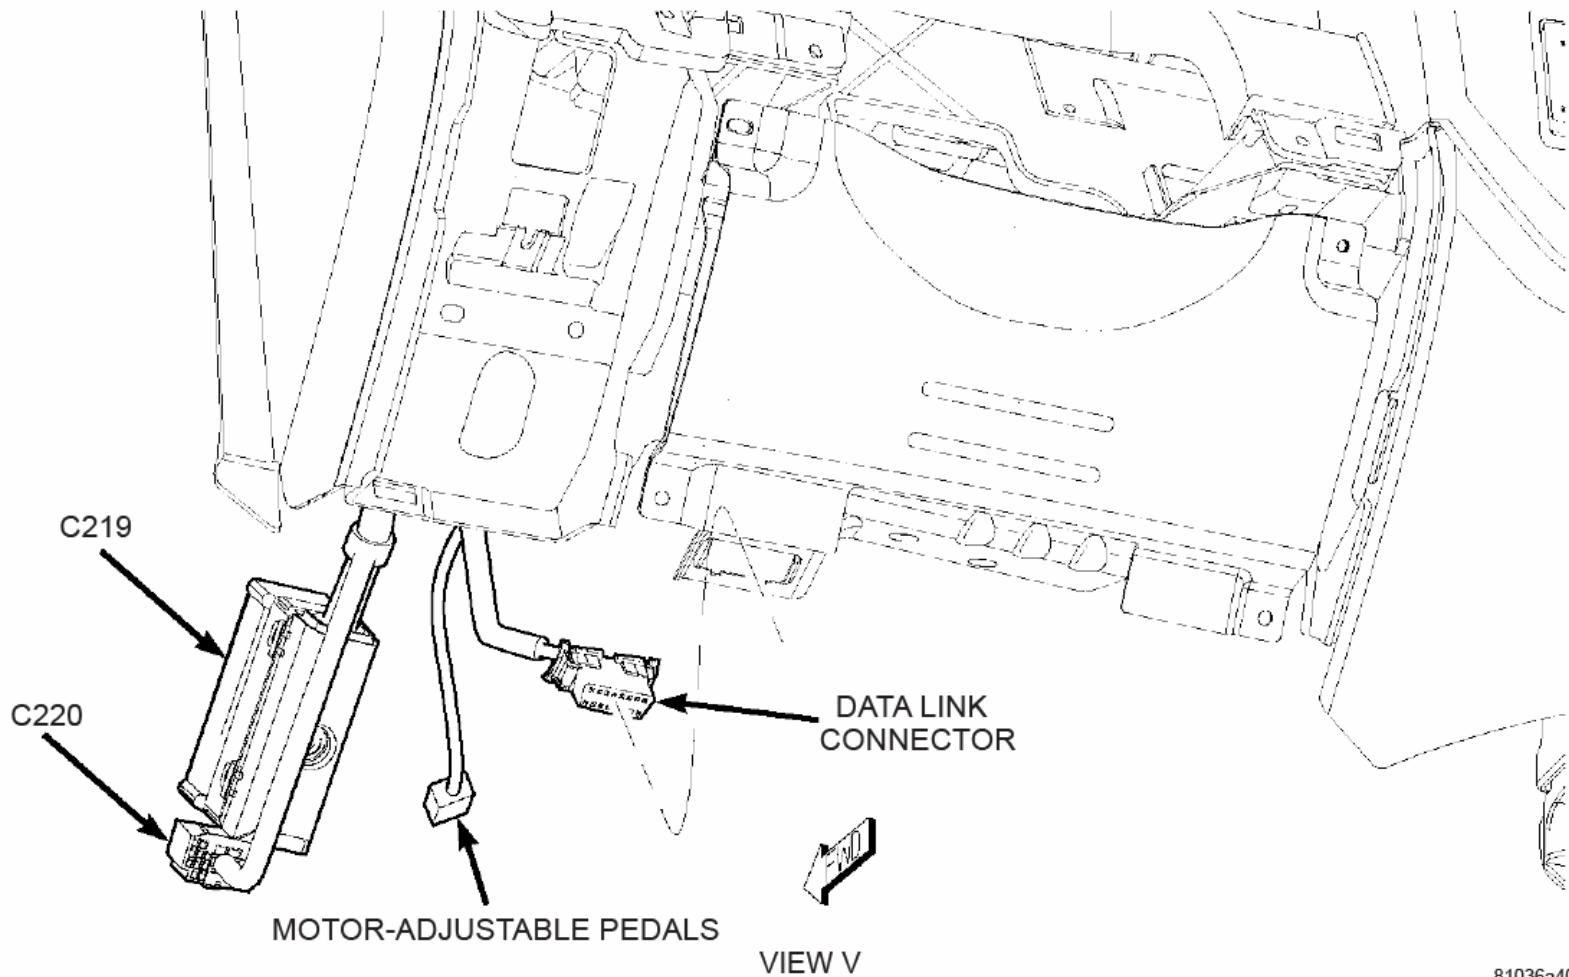 C219
C220
DATA LINK
CONNECTOR
FWD
MOTOR-ADJUSTABLE PEDALS
VIEW V